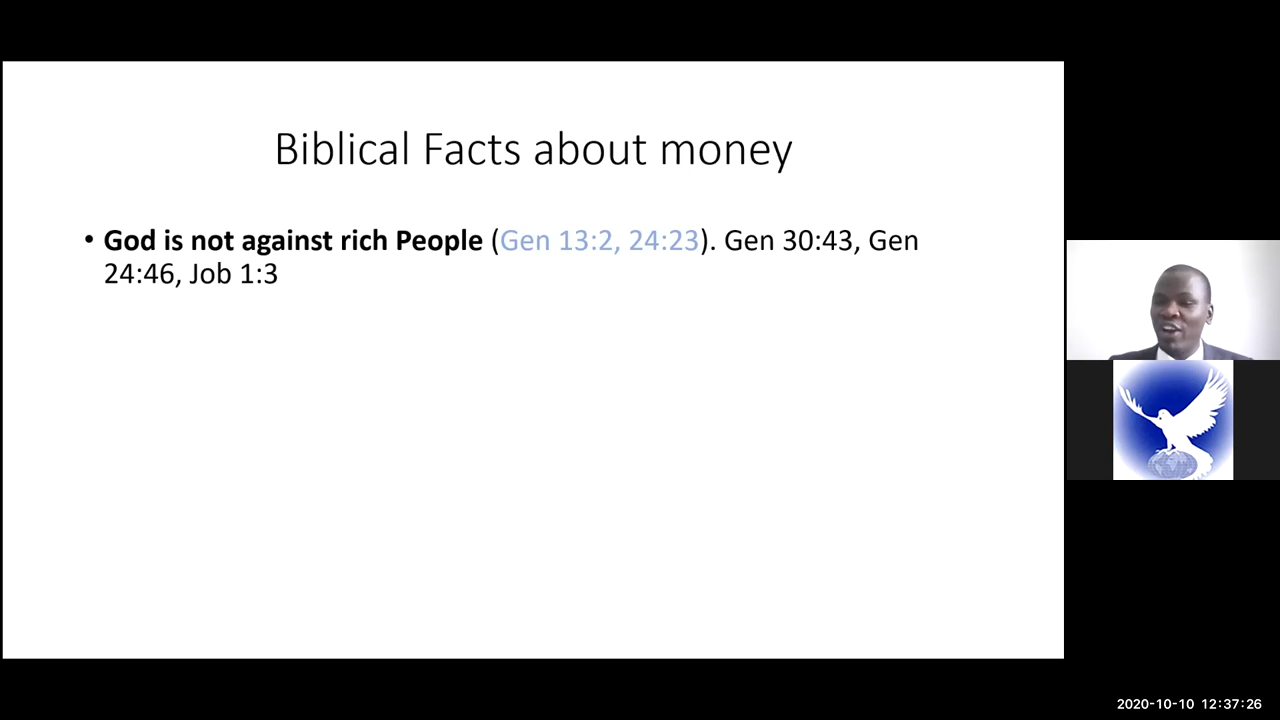 Biblical Facts about money
• God is not against rich People (Gen 13:2, 24:23). Gen 30:43, Gen
24:46, Job 1:3
2020-10-10 12:37:26